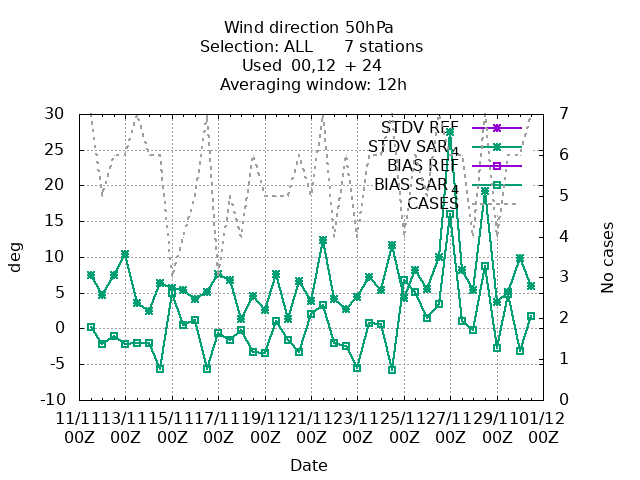 Wind direction 50hPa
Selection: ALL 7 stations
Used 00,12 + 24
Averaging window: 12h
30 7
STDV REF
STDV SAR4
25 6
BIAS REF
BIAS SAR4
20 5
CASES
15 4
10 3
5
0 2
-5 1
-10 0
deg
No cases
11/11 13/11 15/11 17/11 19/11 21/11 23/11 25/11 27/11 29/11 01/12
00Z 00Z 00Z 00Z 00Z 00Z 00Z 00Z 00Z 00Z 00Z
Date